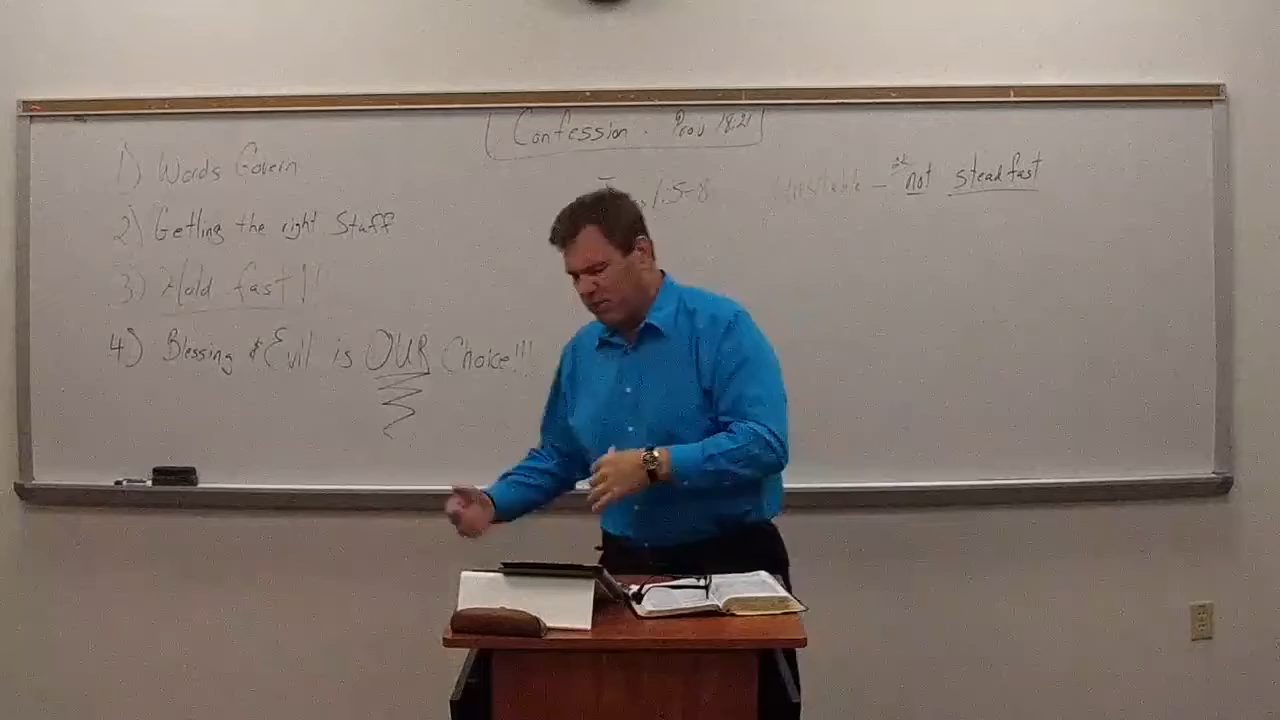 Confession . Prov 18:21
1) Words Govern
2) Getting the right Stuff
3.) Hold fast!!
4) Blessing & Evil is OUR Choice!!!
1:5-8
Unstable - not steadfast